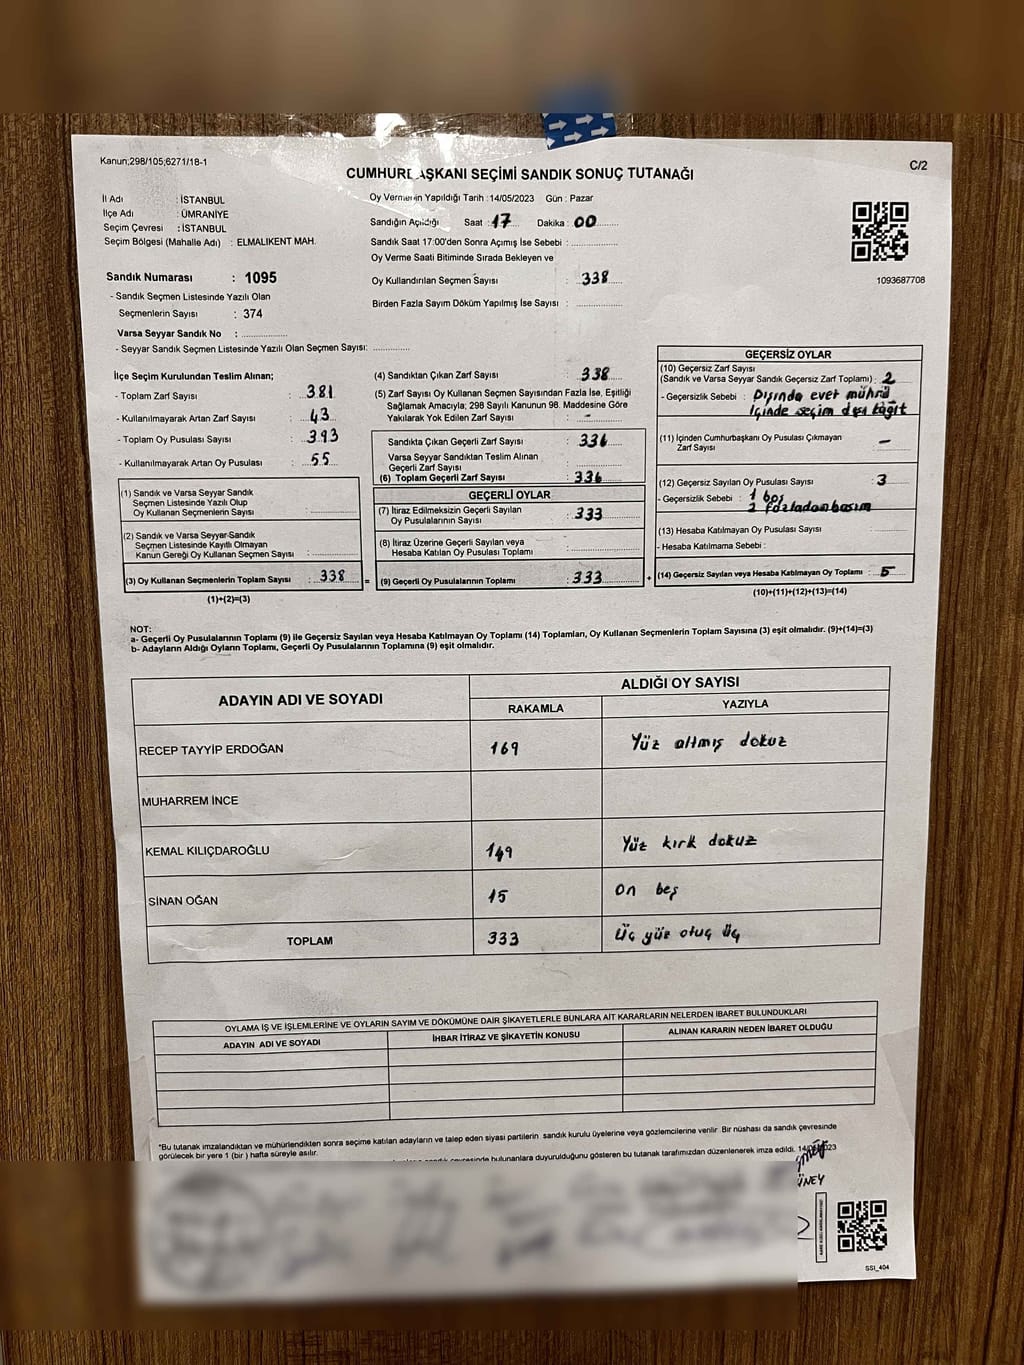 Kanun;298/105;6271/18-1
C/2
CUMHURBAŞKANI SEÇİMİ SANDIK SONUÇ TUTANAĞI
İl Adı : İSTANBUL
İlçe Adı : ÜMRANİYE
Seçim Çevresi : İSTANBUL
Seçim Bölgesi (Mahalle Adı) : ELMALIKENT MAH.
Oy Vermenin Yapıldığı Tarih : 14/05/2023 Gün : Pazar
Sandığın Açıldığı Saat : 17 Dakika : 00
Sandık Saat 17:00'den Sonra Açımış İse Sebebi :
Oy Verme Saati Bitiminde Sırada Bekleyen ve
Oy Kullandırılan Seçmen Sayısı : 338
Birden Fazla Sayım Döküm Yapılmış İse Sayısı :
1093687708
Sandık Numarası : 1095
- Sandık Seçmen Listesinde Yazılı Olan
Seçmenlerin Sayısı : 374
Varsa Seyyar Sandık No :
- Seyyar Sandık Seçmen Listesinde Yazılı Olan Seçmen Sayısı:
İlçe Seçim Kurulundan Teslim Alınan;
- Toplam Zarf Sayısı : 381
- Kullanılmayarak Artan Zarf Sayısı : 43
- Toplam Oy Pusulası Sayısı : 393
- Kullanılmayarak Artan Oy Pusulası : 55
(1) Sandık ve Varsa Seyyar Sandık
Seçmen Listesinde Yazılı Olup
Oy Kullanan Seçmenlerin Sayısı :
(2) Sandık ve Varsa Seyyar Sandık
Seçmen Listesinde Kayıtlı Olmayan
Kanun Gereği Oy Kullanan Seçmen Sayısı :
(3) Oy Kullanan Seçmenlerin Toplam Sayısı : 338 =
(1)+(2)=(3)
(4) Sandıktan Çıkan Zarf Sayısı : 338
(5) Zarf Sayısı Oy Kullanan Seçmen Sayısından Fazla İse, Eşitliği
Sağlamak Amacıyla; 298 Sayılı Kanunun 98. Maddesine Göre
Yakılarak Yok Edilen Zarf Sayısı : -
Sandıkta Çıkan Geçerli Zarf Sayısı : 336
Varsa Seyyar Sandıktan Teslim Alınan
Geçerli Zarf Sayısı :
(6) Toplam Geçerli Zarf Sayısı : 336
GEÇERLİ OYLAR
(7) İtiraz Edilmeksizin Geçerli Sayılan
Oy Pusulalarının Sayısı : 333
(8) İtiraz Üzerine Geçerli Sayılan veya
Hesaba Katılan Oy Pusulası Toplamı :
(9) Geçerli Oy Pusulalarının Toplamı : 333 +
GEÇERSİZ OYLAR
(10) Geçersiz Zarf Sayısı
(Sandık ve Varsa Seyyar Sandık Geçersiz Zarf Toplamı) : 2
- Geçersizlik Sebebi : Dışında evet mührü
İçinde seçim dışı kağıt
(11) İçinden Cumhurbaşkanı Oy Pusulası Çıkmayan
Zarf Sayısı : -
(12) Geçersiz Sayılan Oy Pusulası Sayısı : 3
- Geçersizlik Sebebi : 1 boş
2 fazladan basım
(13) Hesaba Katılmayan Oy Pusulası Sayısı :
- Hesaba Katılmama Sebebi :
(14) Geçersiz Sayılan veya Hesaba Katılmayan Oy Toplamı : 5
(10)+(11)+(12)+(13)=(14)
NOT:
a- Geçerli Oy Pusulalarının Toplamı (9) ile Geçersiz Sayılan veya Hesaba Katılmayan Oy Toplamı (14) Toplamları, Oy Kullanan Seçmenlerin Toplam Sayısına (3) eşit olmalıdır. (9)+(14)=(3)
b- Adayların Aldığı Oyların Toplamı, Geçerli Oy Pusulalarının Toplamına (9) eşit olmalıdır.
ADAYIN ADI VE SOYADI
ALDIĞI OY SAYISI
RAKAMLA YAZIYLA
RECEP TAYYİP ERDOĞAN 169 Yüz altmış dokuz
MUHARREM İNCE
KEMAL KILIÇDAROĞLU 149 Yüz kırk dokuz
SİNAN OĞAN 15 on beş
TOPLAM 333 Üç yüz otuz üç
OYLAMA İŞ VE İŞLEMLERİNE VE OYLARIN SAYIM VE DÖKÜMÜNE DAİR ŞİKAYETLERLE BUNLARA AİT KARARLARIN NELERDEN İBARET BULUNDUKLARI
ADAYIN ADI VE SOYADI İHBAR İTİRAZ VE ŞİKAYETİN KONUSU ALINAN KARARIN NEDEN İBARET OLDUĞU
*Bu tutanak imzalandıktan ve mühürlendikten sonra seçime katılan adayların ve talep eden siyasi partilerin sandık kurulu üyelerine veya gözlemcilerine verilir. Bir nüshası da sandık çevresinde
görülecek bir yere 1 (bir) hafta süreyle asılır.
bulunanlara duyurulduğunu gösteren bu tutanak tarafımızdan düzenlenerek imza edildi. 14/05/2023
SSI_404